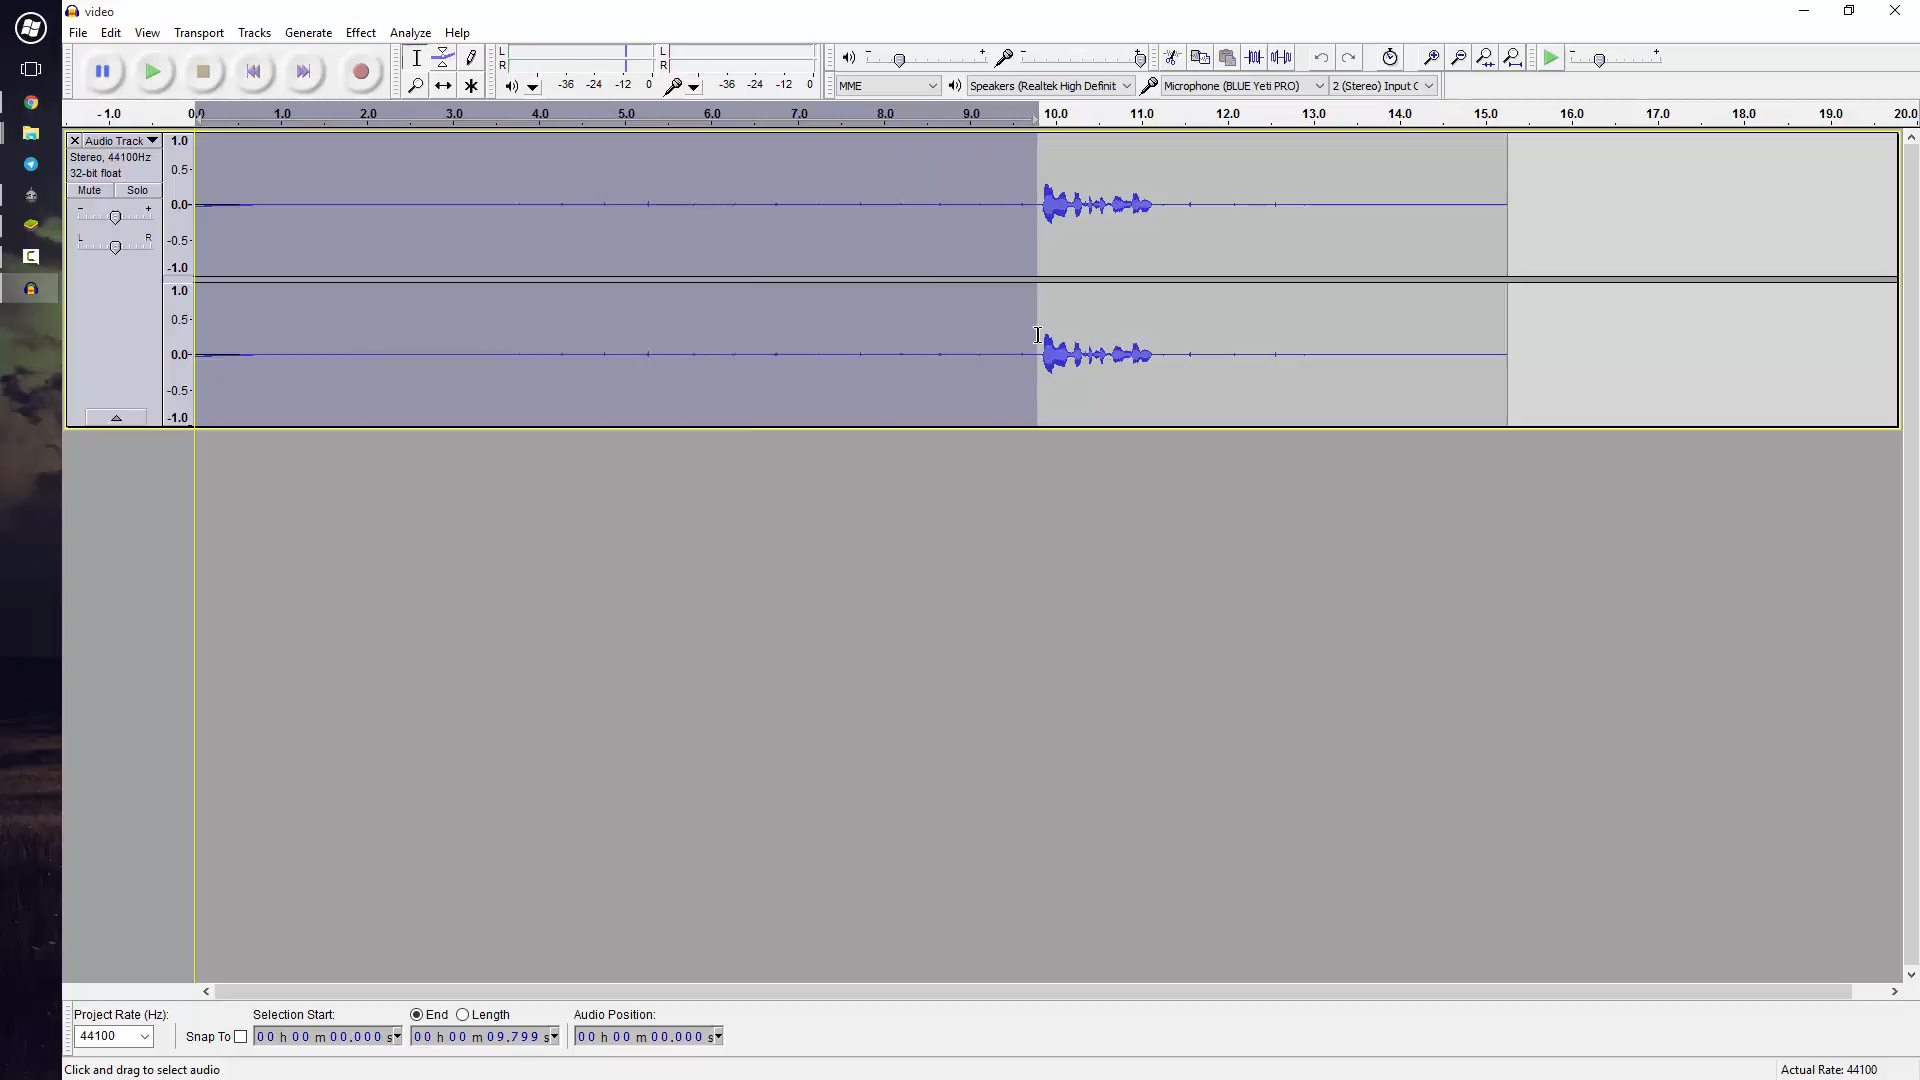 video
File Edit View Transport Tracks Generate Effect Analyze Help
L
R
-36 -24 -12 0
L
R
-36 -24 -12 0
MME
Speakers (Realtek High Definit
Microphone (BLUE Yeti PRO)
2 (Stereo) Input C
-1.0 0.0 1.0 2.0 3.0 4.0 5.0 6.0 7.0 8.0 9.0 10.0 11.0 12.0 13.0 14.0 15.0 16.0 17.0 18.0 19.0 20.0
Audio Track
Stereo, 44100Hz
32-bit float
Mute Solo
- +
L R
1.0
0.5-
0.0-
-0.5-
-1.0
1.0
0.5-
0.0-
-0.5-
-1.0
Project Rate (Hz):
44100
Snap To
Selection Start:
00 h 00 m 00.000 s
End Length
00 h 00 m 09.799 s
Audio Position:
00 h 00 m 00.000 s
Click and drag to select audio
Actual Rate: 44100